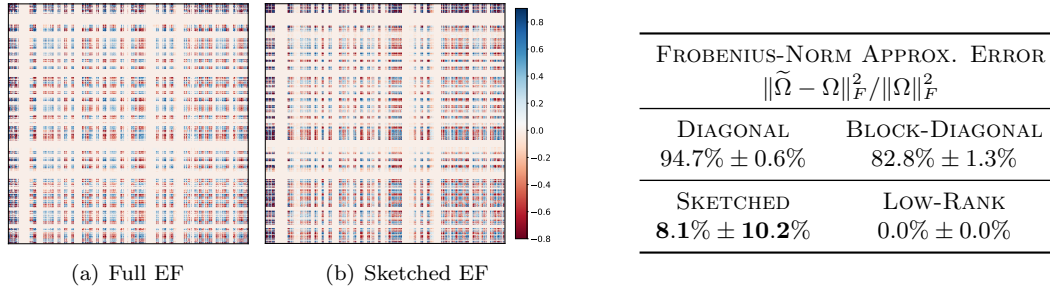 0.8
0.6
0.4
0.2
0.0
−0.2
−0.4
−0.6
−0.8
(a) Full EF
(b) Sketched EF
Frobenius-Norm Approx. Error
‖Ω̃ − Ω‖²_F/‖Ω‖²_F
Diagonal Block-Diagonal
94.7% ± 0.6% 82.8% ± 1.3%
Sketched Low-Rank
8.1% ± 10.2% 0.0% ± 0.0%